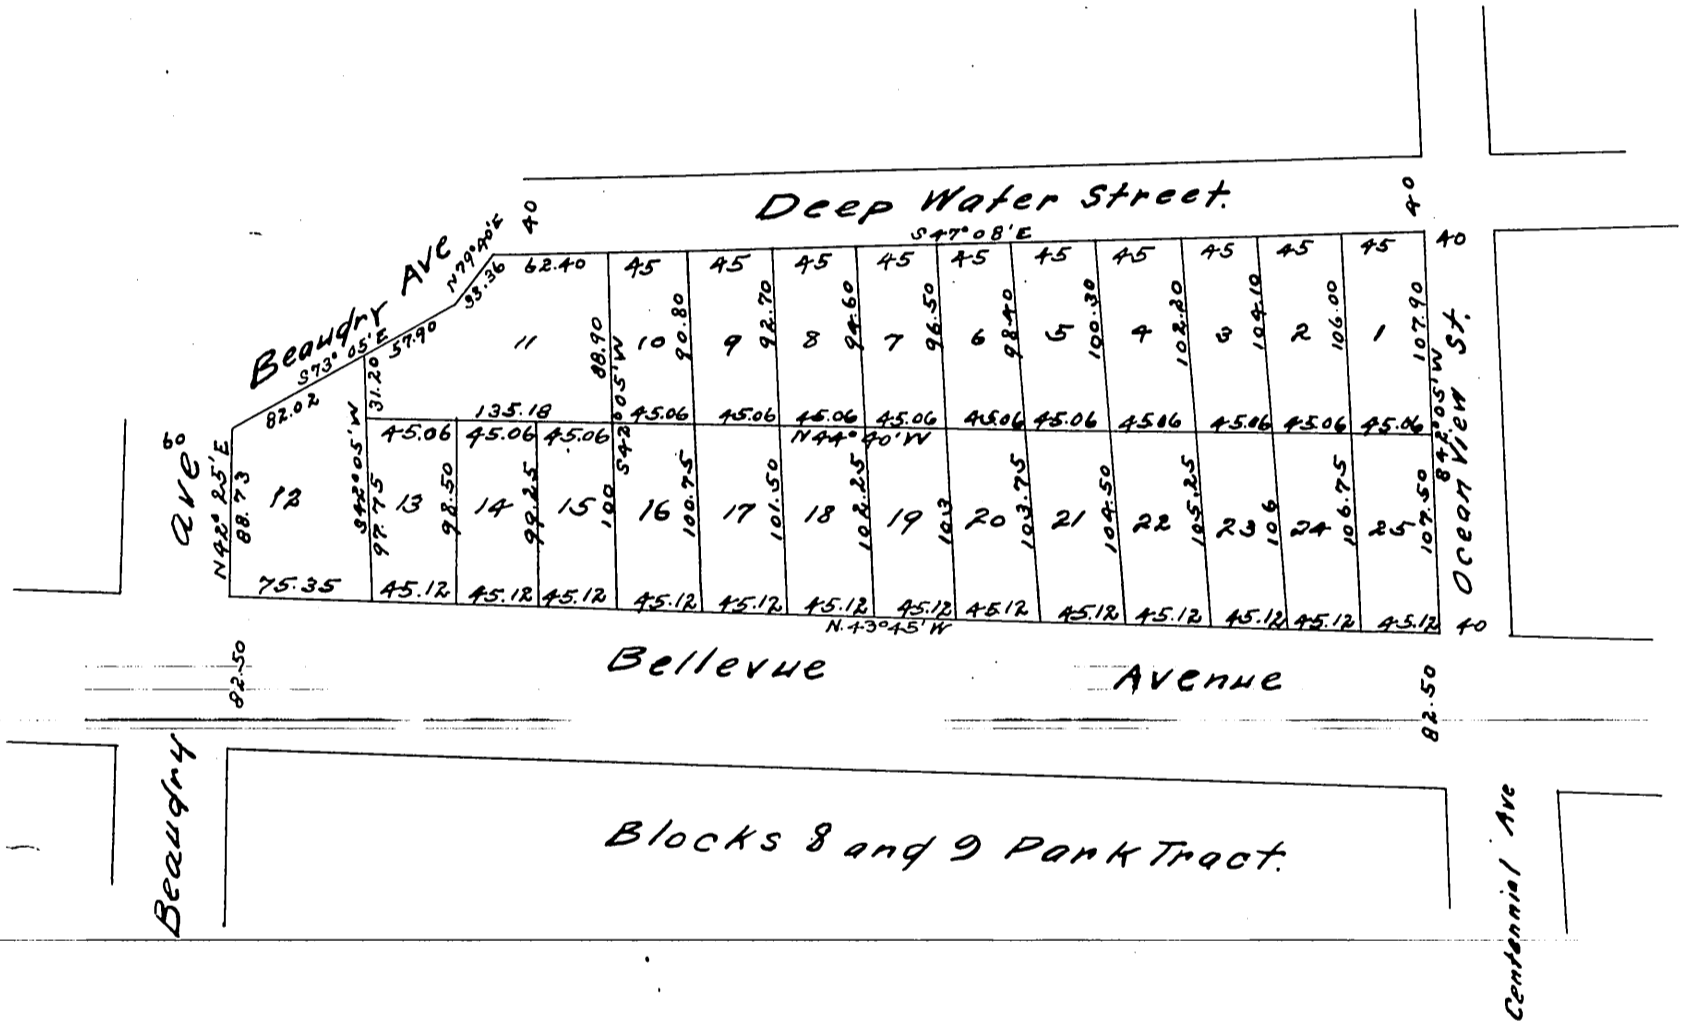 Deep Water Street.
S47°08'E
40
40
40
Beaudry Ave
N79°40'E
33.36
62.40 45 45 45 45 45 45 45 45 45 45
S73°05'E
57.90
82.02
31.20
11 10 9 8 7 6 5 4 3 2 1
88.90 90.80 92.70 94.60 96.50 98.40 100.30 102.20 104.10 106.00 107.90
S42°05'W
S42°05'W
135.18 45.06 45.06 45.06 45.06 45.06 45.06 45.06 45.06 45.06 45.06
N44°40'W
45.06 45.06 45.06
Ocean View St.
60
Ave
N42°25'E
88.73
S42°05'W
12 13 14 15 16 17 18 19 20 21 22 23 24 25
97.75 98.50 99.25 100 100.75 101.50 102.25 103 103.75 104.50 105.25 106 106.75 107.50
75.35 45.12 45.12 45.12 45.12 45.12 45.12 45.12 45.12 45.12 45.12 45.12 45.12 45.12
N.43°45'W
40
82.50
Bellevue Avenue
82.50
Beaudry
Blocks 8 and 9 Park Tract.
Centennial Ave